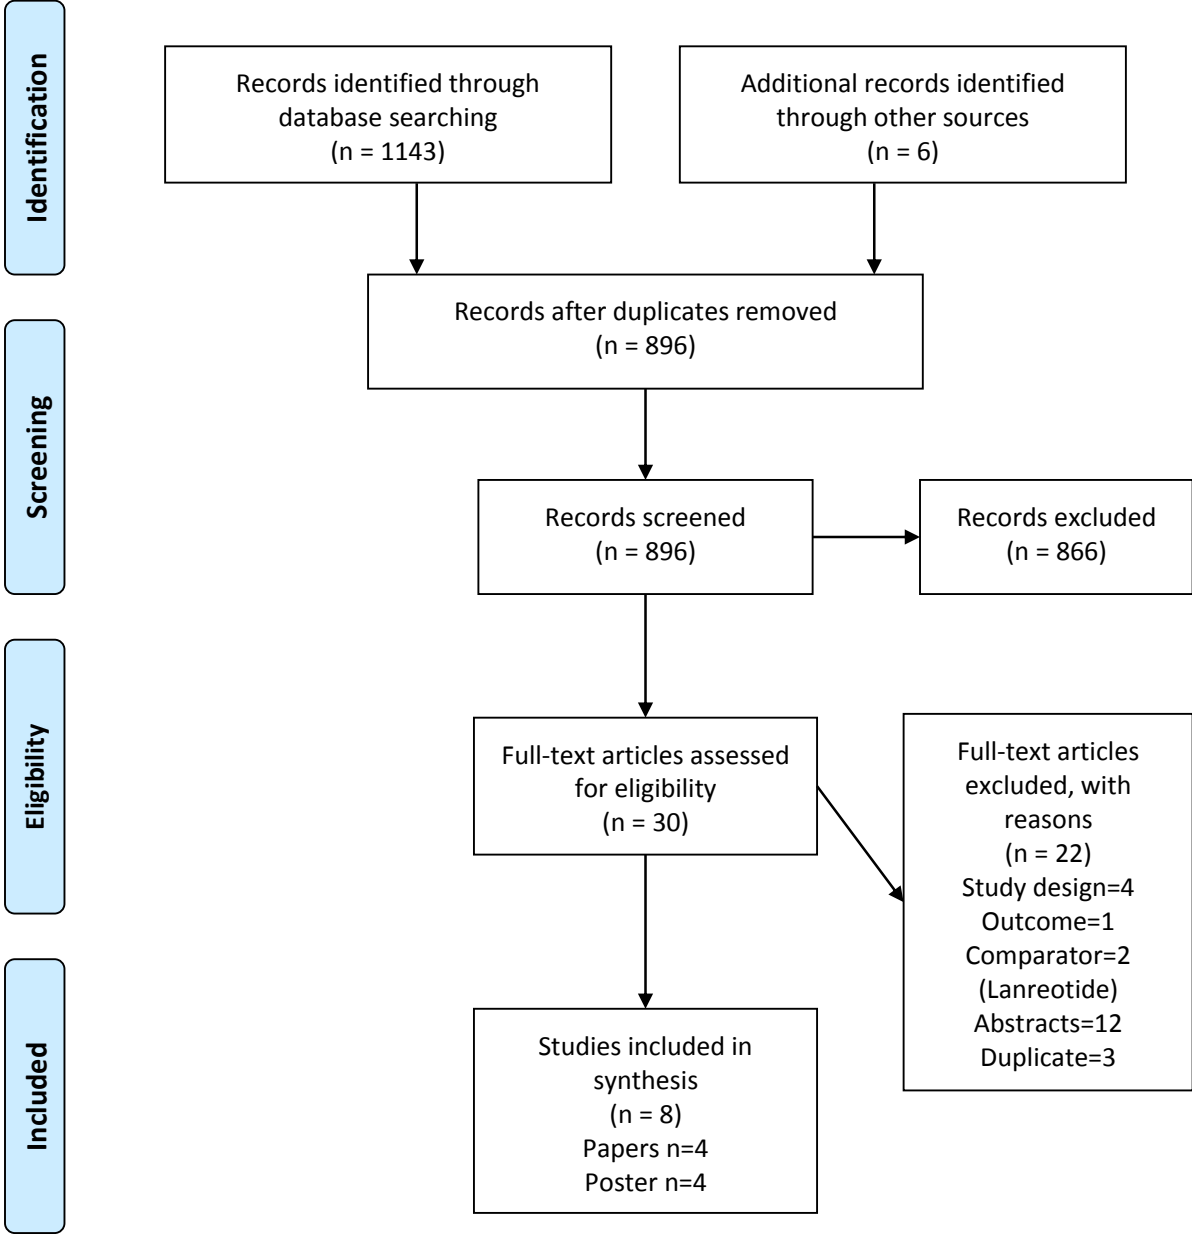 Identification
Records identified through
database searching
(n = 1143)
Additional records identified
through other sources
(n = 6)
Records after duplicates removed
(n = 896)
Screening
Records screened
(n = 896)
Records excluded
(n = 866)
Eligibility
Full-text articles assessed
for eligibility
(n = 30)
Full-text articles
excluded, with
reasons
(n = 22)
Study design=4
Outcome=1
Comparator=2
(Lanreotide)
Abstracts=12
Duplicate=3
Included
Studies included in
synthesis
(n = 8)
Papers n=4
Poster n=4